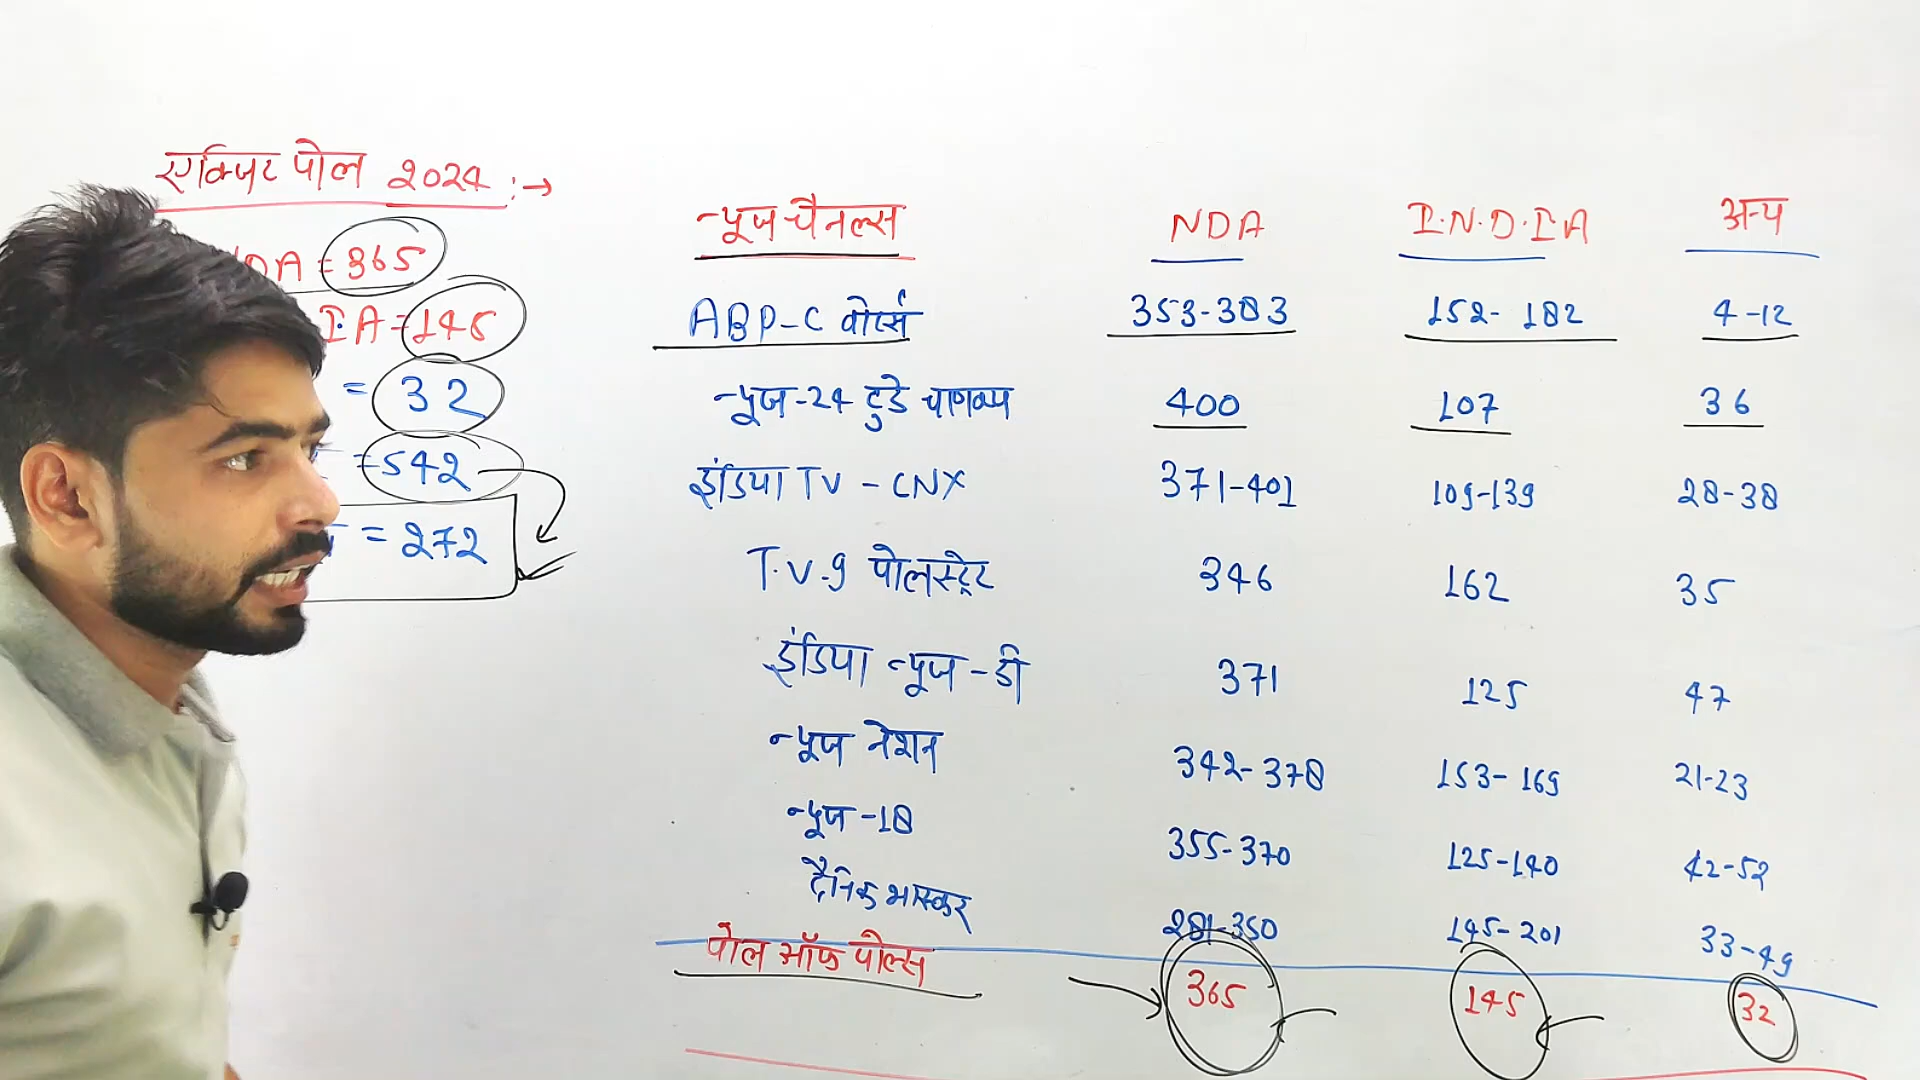 एक्जिट पोल 2024 :→
DA = 365
I.A = 145
= 32
= 542
= 272
न्यूज चैनल्स NDA I.N.D.I.A अन्य
ABP-C वोटर्स 353-383 152-182 4-12
न्यूज-24 टुडे चाणक्य 400 107 36
इंडिया TV - CNX 371-401 109-139 28-38
T.V.9 पोलस्ट्रेट 346 162 35
इंडिया न्यूज-डी 371 125 47
न्यूज नेशन 342-378 153-169 21-23
न्यूज-18 355-370 125-140 42-52
दैनिक भास्कर 281-350 145-201 33-49
पोल ऑफ पोल्स 365 145 32